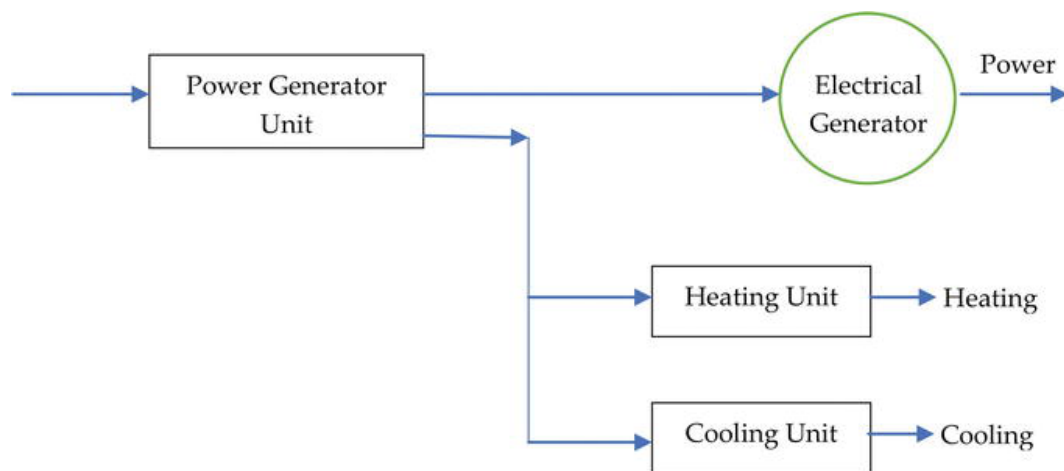 Power Generator
Unit
Electrical
Generator
Power
Heating Unit
Heating
Cooling Unit
Cooling